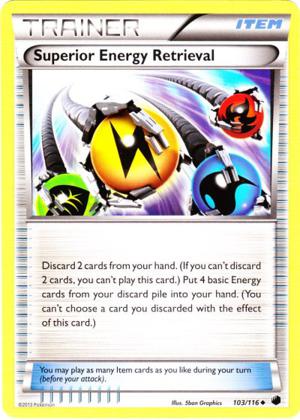 TRAINER
ITEM
Superior Energy Retrieval
Discard 2 cards from your hand. (If you can't discard
2 cards, you can't play this card.) Put 4 basic Energy
cards from your discard pile into your hand. (You
can't choose a card you discarded with the effect
of this card.)
You may play as many Item cards as you like during your turn
(before your attack).
Illus. 5ban Graphics
103/116
©2013 Pokémon